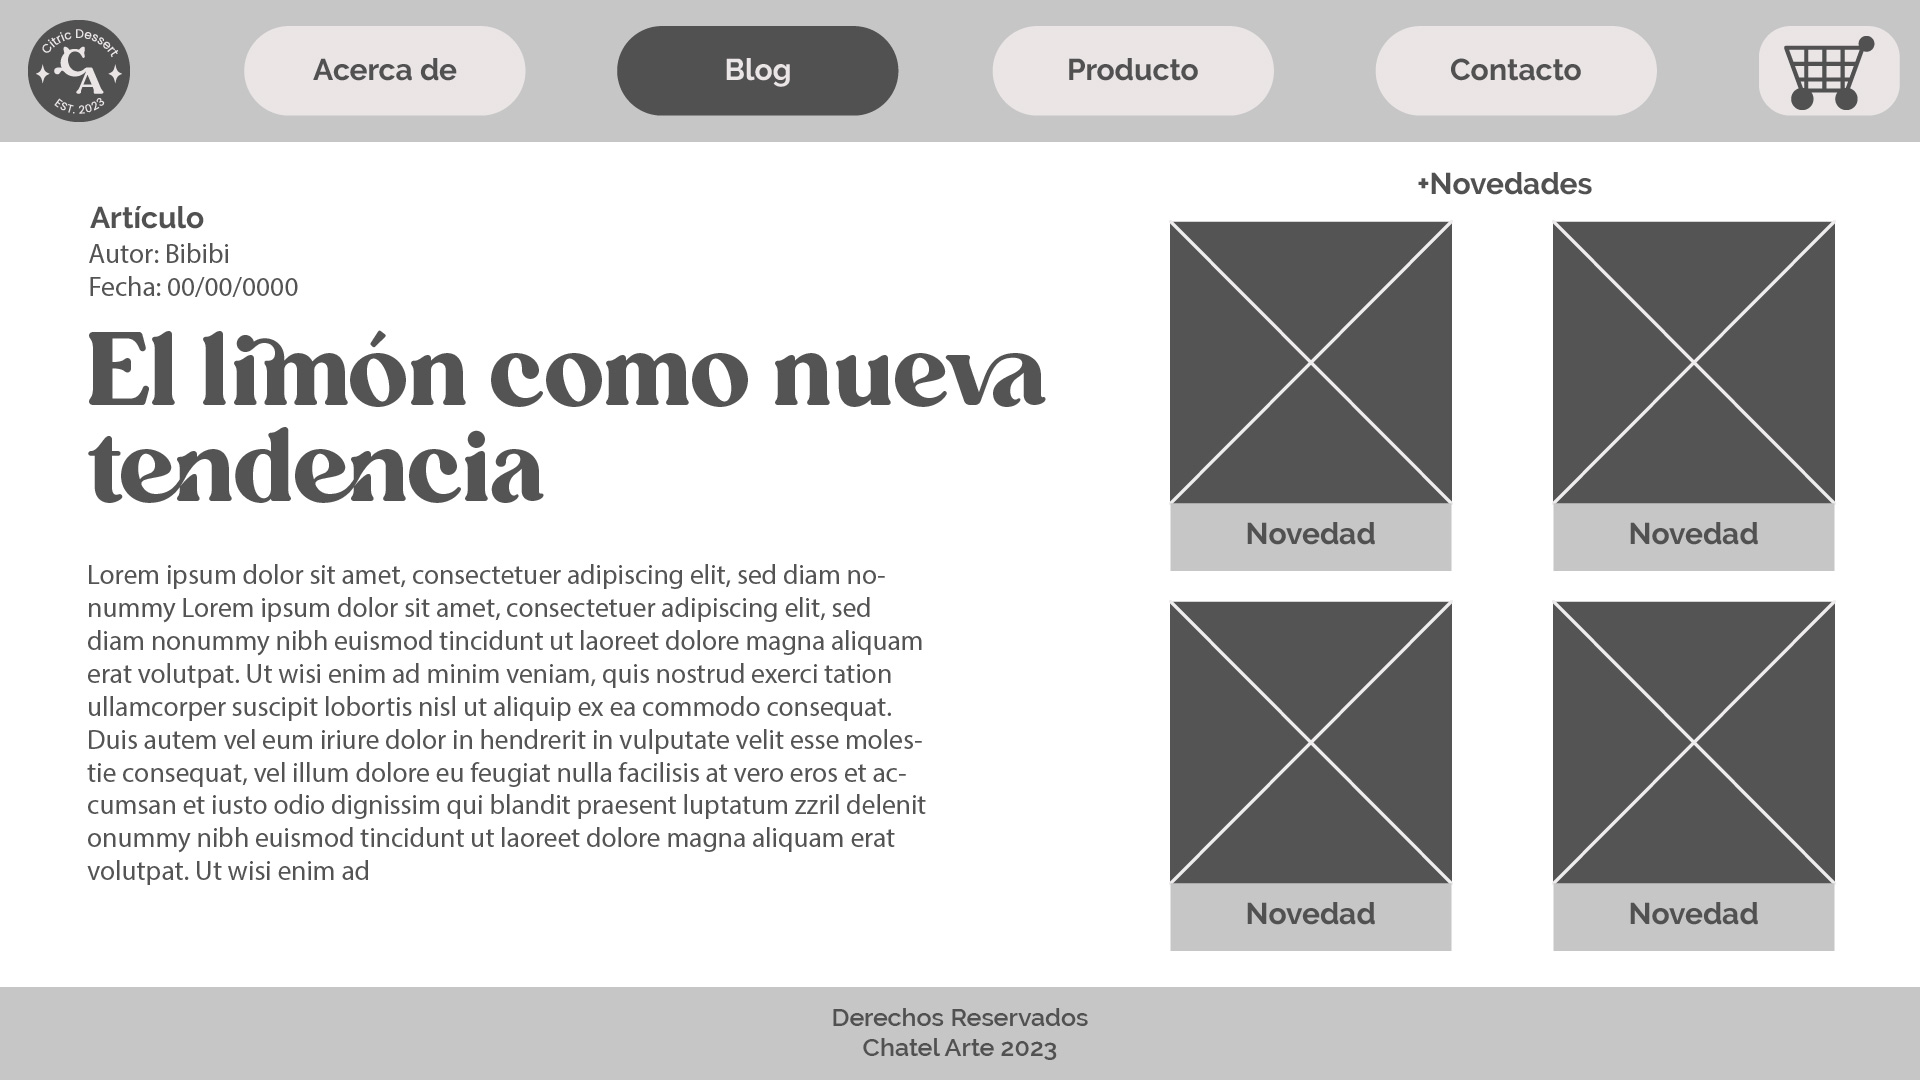 Citric Dessert
CA
EST. 2023
Acerca de
Blog
Producto
Contacto
Artículo
Autor: Bibibi
Fecha: 00/00/0000
El limón como nueva
tendencia
Lorem ipsum dolor sit amet, consectetuer adipiscing elit, sed diam no-
nummy Lorem ipsum dolor sit amet, consectetuer adipiscing elit, sed
diam nonummy nibh euismod tincidunt ut laoreet dolore magna aliquam
erat volutpat. Ut wisi enim ad minim veniam, quis nostrud exerci tation
ullamcorper suscipit lobortis nisl ut aliquip ex ea commodo consequat.
Duis autem vel eum iriure dolor in hendrerit in vulputate velit esse moles-
tie consequat, vel illum dolore eu feugiat nulla facilisis at vero eros et ac-
cumsan et iusto odio dignissim qui blandit praesent luptatum zzril delenit
onummy nibh euismod tincidunt ut laoreet dolore magna aliquam erat
volutpat. Ut wisi enim ad
+Novedades
Novedad
Novedad
Novedad
Novedad
Derechos Reservados
Chatel Arte 2023